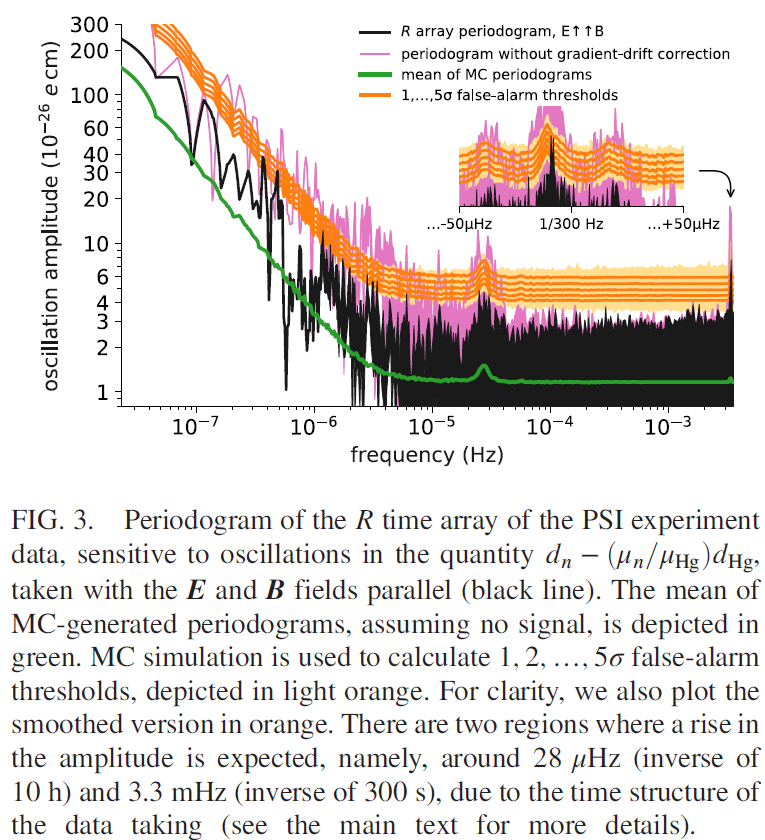 300
200
100
60
40
30
20
10
6
4
3
2
1
oscillation amplitude (10⁻²⁶ e cm)
R array periodogram, E↑↑B
periodogram without gradient-drift correction
mean of MC periodograms
1,...,5σ false-alarm thresholds
...-50μHz 1/300 Hz ...+50μHz
10⁻⁷ 10⁻⁶ 10⁻⁵ 10⁻⁴ 10⁻³
frequency (Hz)
FIG. 3. Periodogram of the R time array of the PSI experiment
data, sensitive to oscillations in the quantity dₙ − (μₙ/μ_Hg)d_Hg,
taken with the E and B fields parallel (black line). The mean of
MC-generated periodograms, assuming no signal, is depicted in
green. MC simulation is used to calculate 1, 2, …, 5σ false-alarm
thresholds, depicted in light orange. For clarity, we also plot the
smoothed version in orange. There are two regions where a rise in
the amplitude is expected, namely, around 28 μHz (inverse of
10 h) and 3.3 mHz (inverse of 300 s), due to the time structure of
the data taking (see the main text for more details).